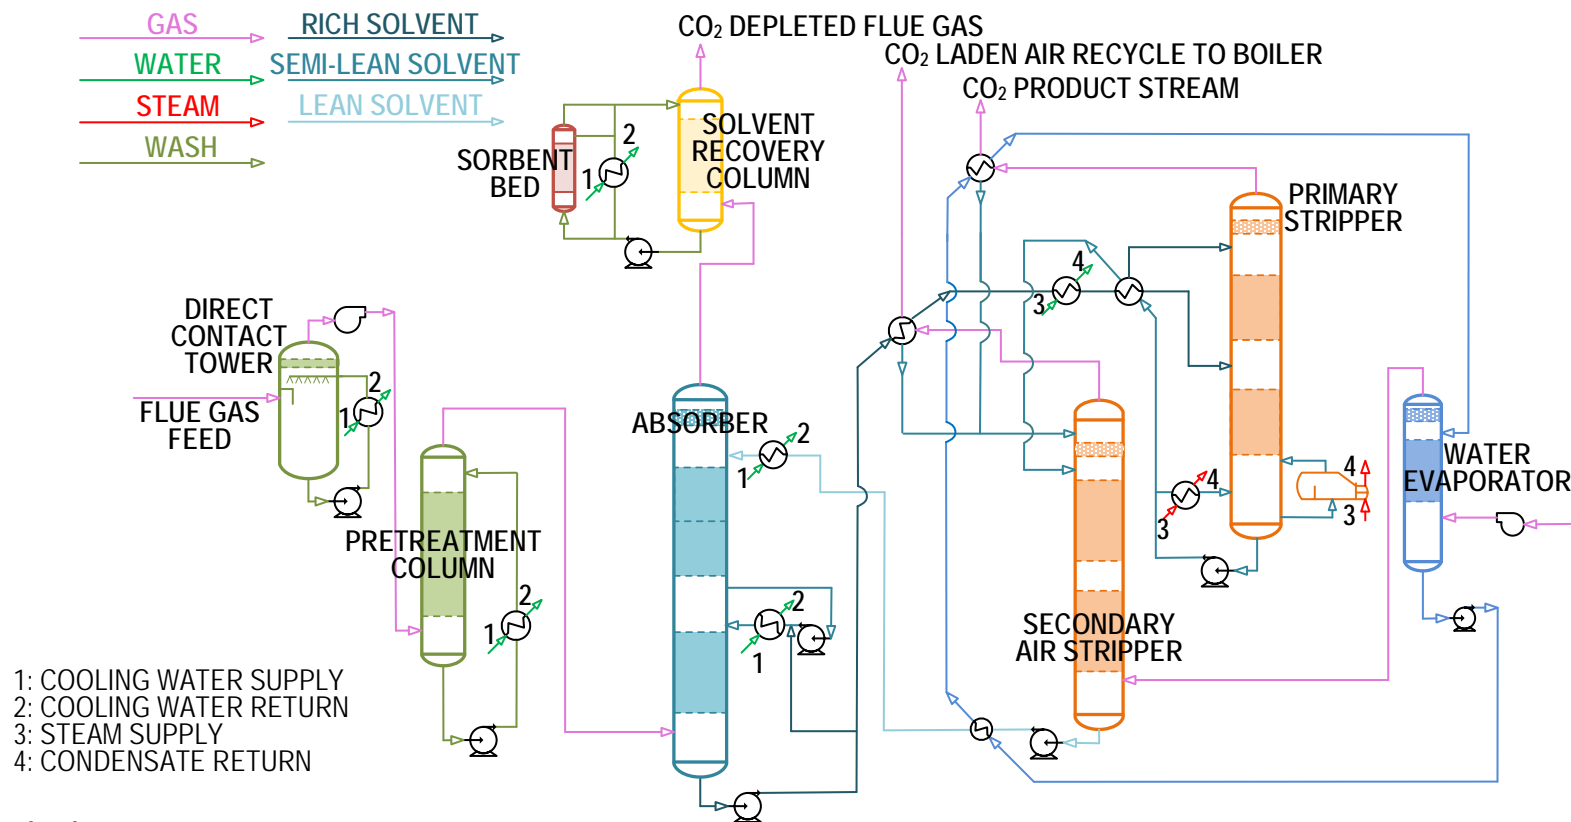 GAS
RICH SOLVENT
WATER
SEMI-LEAN SOLVENT
STEAM
LEAN SOLVENT
WASH
CO₂ DEPLETED FLUE GAS
CO₂ LADEN AIR RECYCLE TO BOILER
CO₂ PRODUCT STREAM
SORBENT
BED
1
2
SOLVENT
RECOVERY
COLUMN
PRIMARY
STRIPPER
4
3
DIRECT
CONTACT
TOWER
FLUE GAS
FEED
2
1
ABSORBER
2
1
PRETREATMENT
COLUMN
2
1
2
1
4
3
4
3
WATER
EVAPORATOR
SECONDARY
AIR STRIPPER
1: COOLING WATER SUPPLY
2: COOLING WATER RETURN
3: STEAM SUPPLY
4: CONDENSATE RETURN